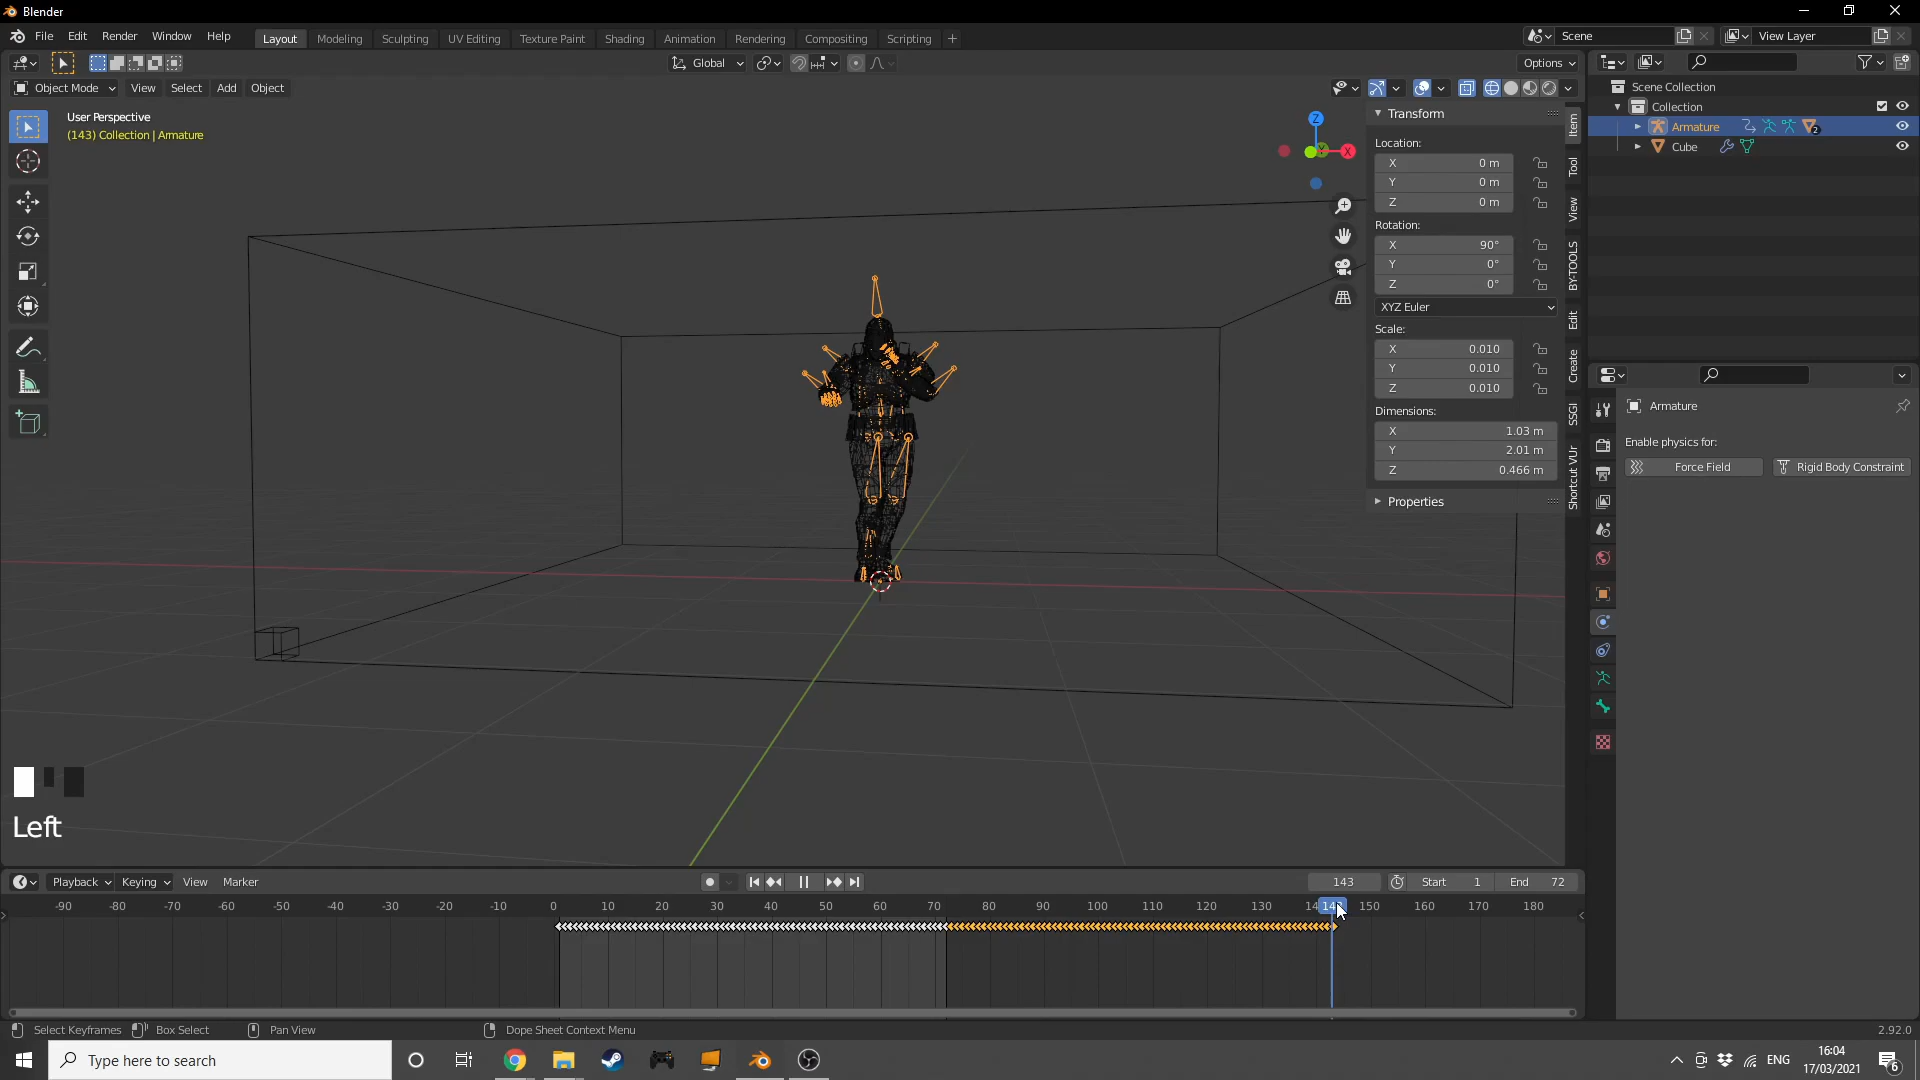 Blender
File Edit Render Window Help
Layout Modeling Sculpting UV Editing Texture Paint Shading Animation Rendering Compositing Scripting +
Scene View Layer
Global Options
Object Mode View Select Add Object
User Perspective
(143) Collection | Armature
Z
Y
X
Transform
Location:
X 0 m
Y 0 m
Z 0 m
Rotation:
X 90°
Y 0°
Z 0°
XYZ Euler
Scale:
X 0.010
Y 0.010
Z 0.010
Dimensions:
X 1.03 m
Y 2.01 m
Z 0.466 m
Properties
Item
Tool
View
BY-TOOLS
Edit
Create
SSGI
Shortcut VUr
Scene Collection
Collection
Armature 2
Cube
Armature
Enable physics for:
Force Field Rigid Body Constraint
Left
Playback Keying View Marker 143 Start 1 End 72
-90 -80 -70 -60 -50 -40 -30 -20 -10 0 10 20 30 40 50 60 70 80 90 100 110 120 130 150 160 170 180
Select Keyframes Box Select Pan View Dope Sheet Context Menu 2.92.0
Type here to search
ENG 16:04
17/03/2021
6